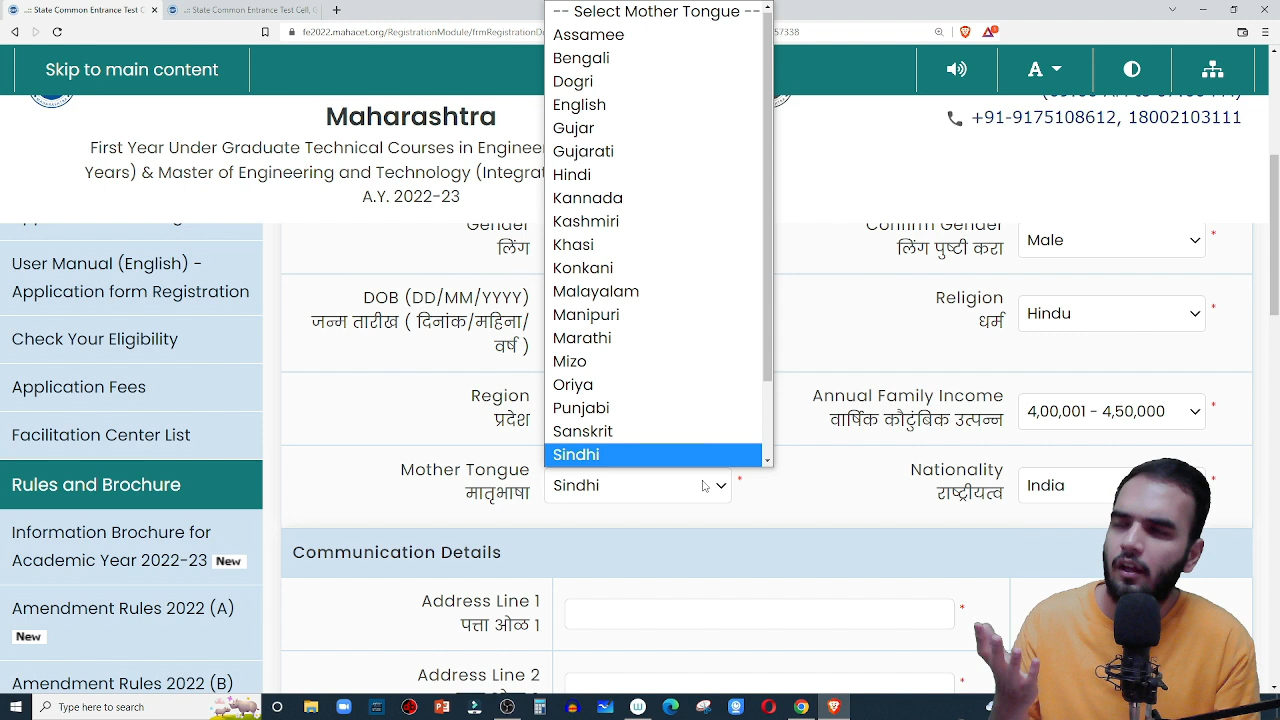 ..:: State Common Entrance Test C
..:: State Common Entrance Test Cell, G
fe2022.mahacet.org/RegistrationModule/frmRegistrationD
57338
Skip to main content
A
Maharashtra
+91-9175108612, 18002103111
First Year Under Graduate Technical Courses in Enginee
Years) & Master of Engineering and Technology (Integrat
A.Y. 2022-23
-- Select Mother Tongue --
Assamee
Bengali
Dogri
English
Gujar
Gujarati
Hindi
Kannada
Kashmiri
Khasi
Konkani
Malayalam
Manipuri
Marathi
Mizo
Oriya
Punjabi
Sanskrit
Sindhi
User Manual (English) -
Application form Registration
Check Your Eligibility
Application Fees
Facilitation Center List
Rules and Brochure
Information Brochure for
Academic Year 2022-23 New
Amendment Rules 2022 (A)
New
Amendment Rules 2022 (B)
Gender
लिंग
Confirm Gender
लिंग पुष्टी करा
Male
*
DOB (DD/MM/YYYY)
जन्म तारीख ( दिनांक/महिना/
वर्ष )
Religion
धर्म
Hindu
*
Region
प्रदेश
Annual Family Income
वार्षिक कौटुंबिक उत्पन्न
4,00,001 - 4,50,000
*
Mother Tongue
मातृभाषा
Sindhi
*
Nationality
राष्ट्रीयत्व
India
*
Communication Details
Address Line 1
पत्ता ओळ 1
*
Address Line 2
*
Type here to search